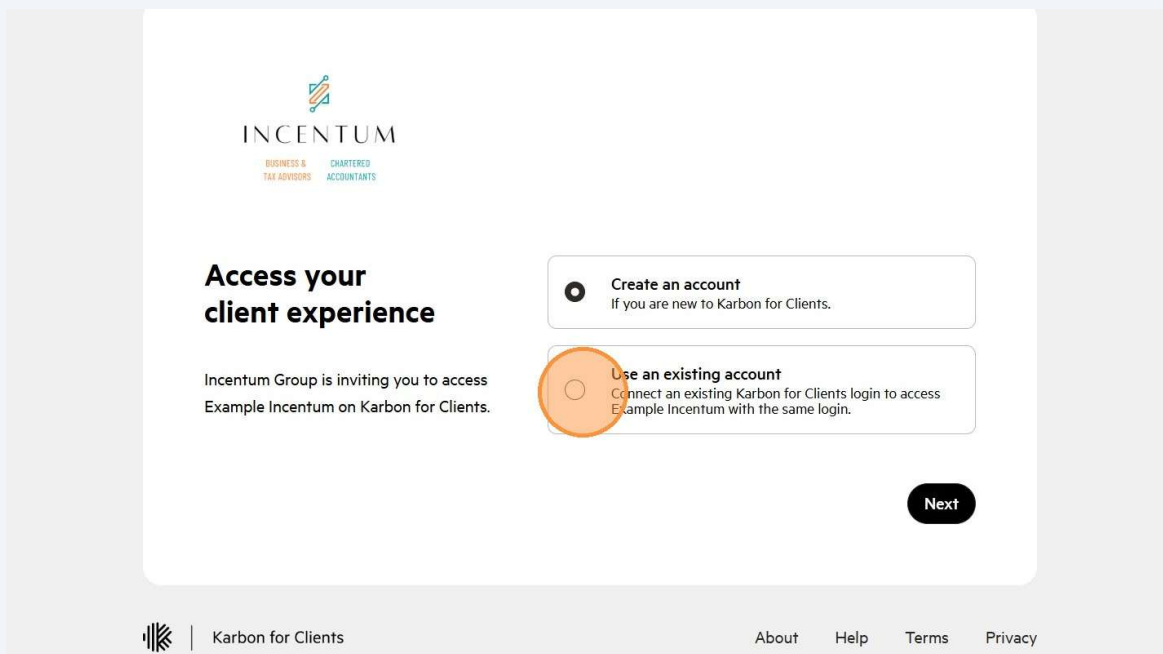 INCENTUM
BUSINESS & CHARTERED
TAX ADVISORS ACCOUNTANTS
Access your
client experience
Incentum Group is inviting you to access
Example Incentum on Karbon for Clients.
Create an account
If you are new to Karbon for Clients.
Use an existing account
Connect an existing Karbon for Clients login to access
Example Incentum with the same login.
Next
Karbon for Clients
About Help Terms Privacy